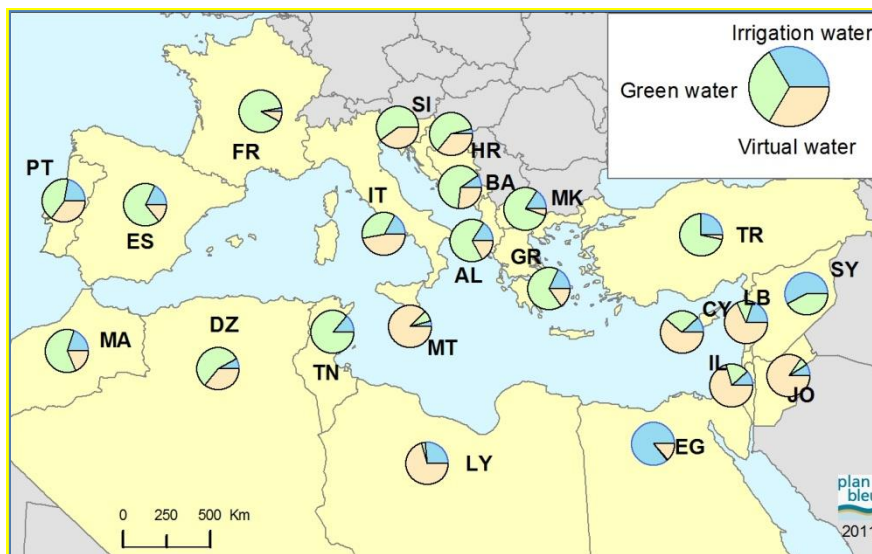 Irrigation water
Green water
Virtual water
SI
FR
HR
PT
BA
IT
MK
ES
TR
GR
SY
AL
CY
LB
DZ
MA
MT
TN
IL
JO
EG
LY
0 250 500 Km
plan
bleu
2011